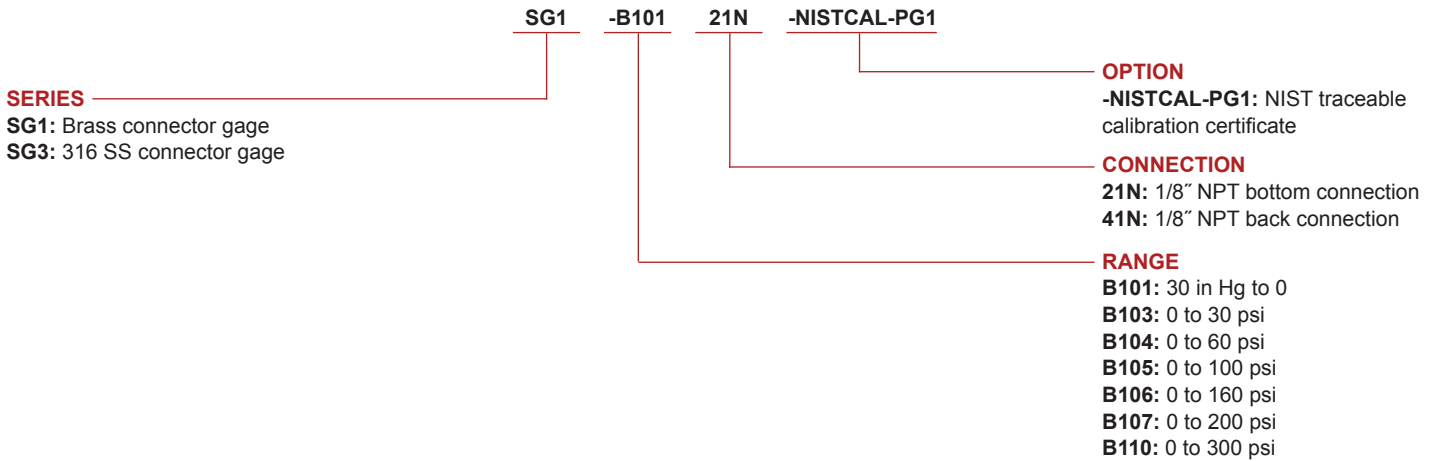 SG1 -B101 21N -NISTCAL-PG1
SERIES
SG1: Brass connector gage
SG3: 316 SS connector gage
OPTION
-NISTCAL-PG1: NIST traceable
calibration certificate
CONNECTION
21N: 1/8˝ NPT bottom connection
41N: 1/8˝ NPT back connection
RANGE
B101: 30 in Hg to 0
B103: 0 to 30 psi
B104: 0 to 60 psi
B105: 0 to 100 psi
B106: 0 to 160 psi
B107: 0 to 200 psi
B110: 0 to 300 psi